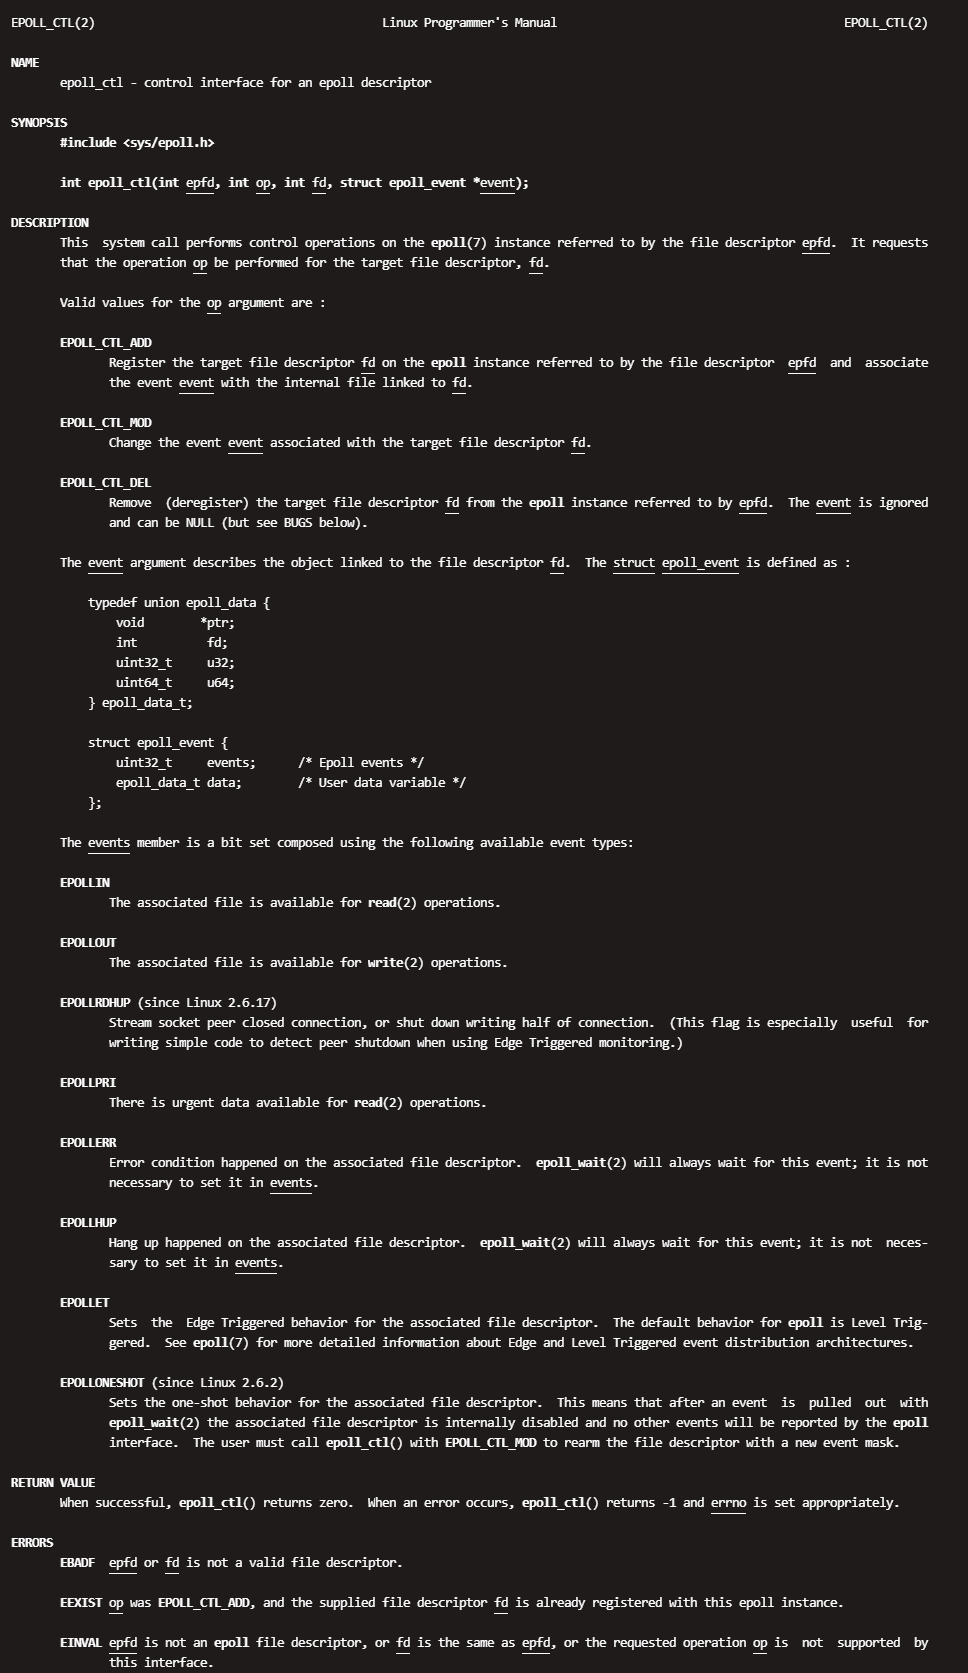 EPOLL_CTL(2)                                         Linux Programmer's Manual                                         EPOLL_CTL(2)
NAME
epoll_ctl - control interface for an epoll descriptor
SYNOPSIS
#include <sys/epoll.h>
int epoll_ctl(int epfd, int op, int fd, struct epoll_event *event);
DESCRIPTION
This  system call performs control operations on the epoll(7) instance referred to by the file descriptor epfd.  It requests
that the operation op be performed for the target file descriptor, fd.
Valid values for the op argument are :
EPOLL_CTL_ADD
Register the target file descriptor fd on the epoll instance referred to by the file descriptor  epfd  and  associate
the event event with the internal file linked to fd.
EPOLL_CTL_MOD
Change the event event associated with the target file descriptor fd.
EPOLL_CTL_DEL
Remove  (deregister) the target file descriptor fd from the epoll instance referred to by epfd.  The event is ignored
and can be NULL (but see BUGS below).
The event argument describes the object linked to the file descriptor fd.  The struct epoll_event is defined as :
typedef union epoll_data {
void        *ptr;
int          fd;
uint32_t     u32;
uint64_t     u64;
} epoll_data_t;
struct epoll_event {
uint32_t     events;      /* Epoll events */
epoll_data_t data;        /* User data variable */
};
The events member is a bit set composed using the following available event types:
EPOLLIN
The associated file is available for read(2) operations.
EPOLLOUT
The associated file is available for write(2) operations.
EPOLLRDHUP (since Linux 2.6.17)
Stream socket peer closed connection, or shut down writing half of connection.  (This flag is especially  useful  for
writing simple code to detect peer shutdown when using Edge Triggered monitoring.)
EPOLLPRI
There is urgent data available for read(2) operations.
EPOLLERR
Error condition happened on the associated file descriptor.  epoll_wait(2) will always wait for this event; it is not
necessary to set it in events.
EPOLLHUP
Hang up happened on the associated file descriptor.  epoll_wait(2) will always wait for this event; it is not  neces-
sary to set it in events.
EPOLLET
Sets  the  Edge Triggered behavior for the associated file descriptor.  The default behavior for epoll is Level Trig-
gered.  See epoll(7) for more detailed information about Edge and Level Triggered event distribution architectures.
EPOLLONESHOT (since Linux 2.6.2)
Sets the one-shot behavior for the associated file descriptor.  This means that after an event  is  pulled  out  with
epoll_wait(2) the associated file descriptor is internally disabled and no other events will be reported by the epoll
interface.  The user must call epoll_ctl() with EPOLL_CTL_MOD to rearm the file descriptor with a new event mask.
RETURN VALUE
When successful, epoll_ctl() returns zero.  When an error occurs, epoll_ctl() returns -1 and errno is set appropriately.
ERRORS
EBADF  epfd or fd is not a valid file descriptor.
EEXIST op was EPOLL_CTL_ADD, and the supplied file descriptor fd is already registered with this epoll instance.
EINVAL epfd is not an epoll file descriptor, or fd is the same as epfd, or the requested operation op is  not  supported  by
this interface.